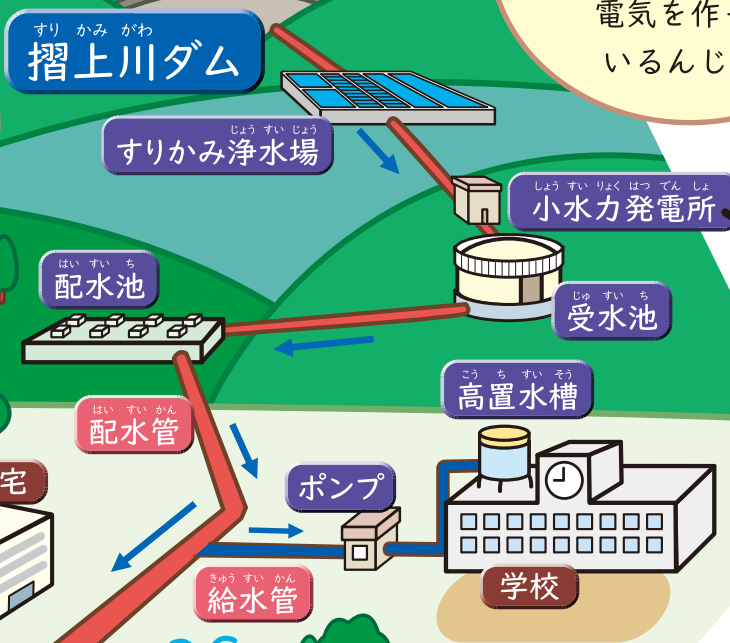 電気を作
いるんじ
すり かみ がわ
摺上川ダム
じょう すい じょう
すりかみ浄水場
しょう すい りょく はつ でん しょ
小水力発電所
はい すい ち
配水池
じゅ すい ち
受水池
こう ち すい そう
高置水槽
はい すい かん
配水管
宅
ポンプ
きゅう すい かん
給水管
学校